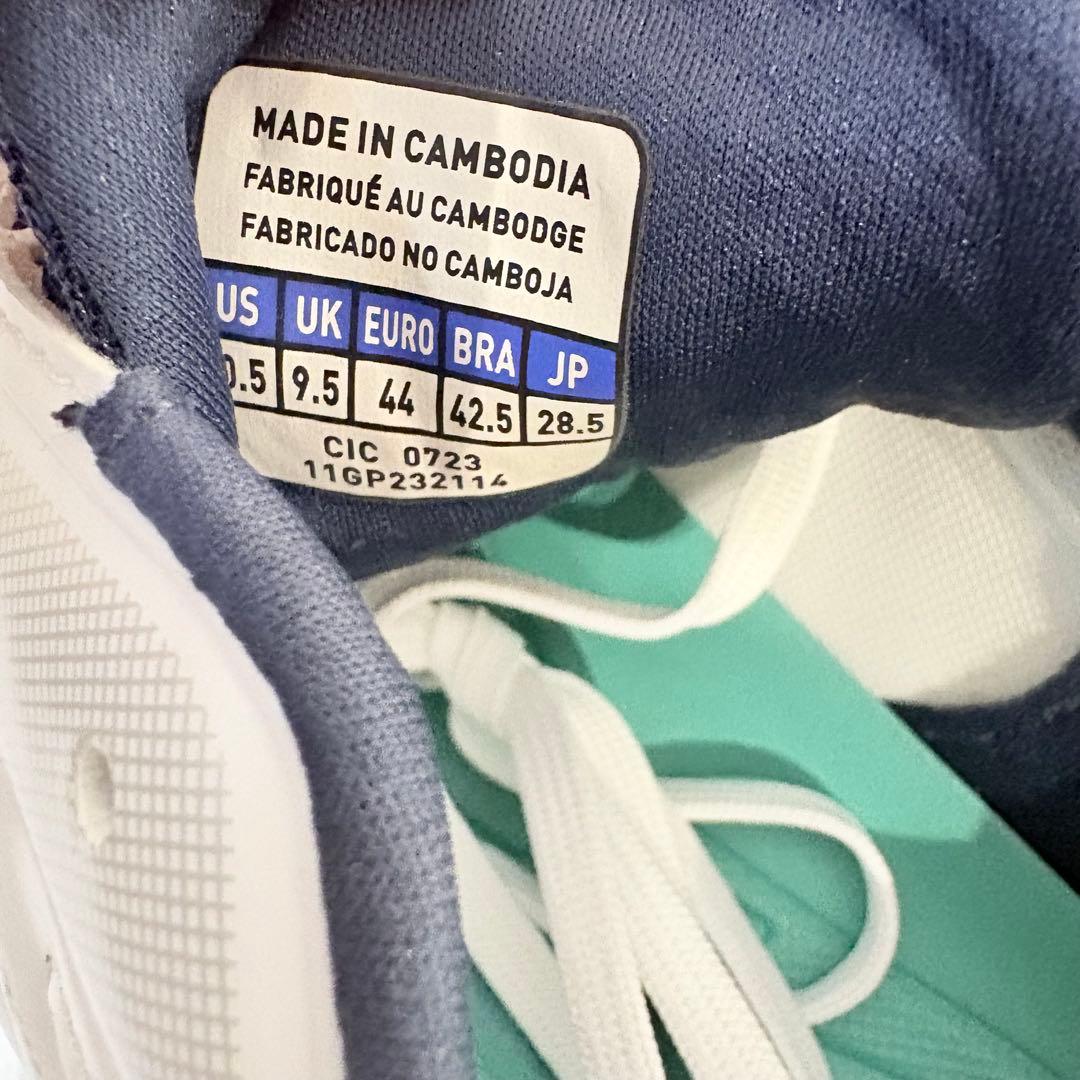 MADE IN CAMBODIA
FABRIQUÉ AU CAMBODGE
FABRICADO NO CAMBOJA
US UK EURO BRA JP
9.5 44 42.5 28.5
CIC 0723
11GP232114